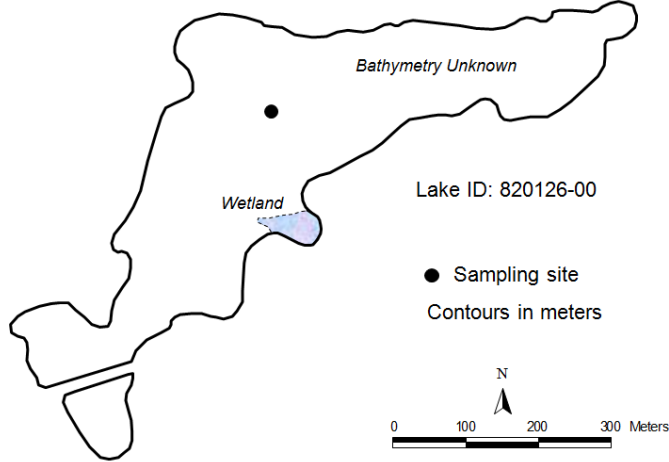 Bathymetry Unknown
Lake ID: 820126-00
Wetland
Sampling site
Contours in meters
N
0 100 200 300 Meters